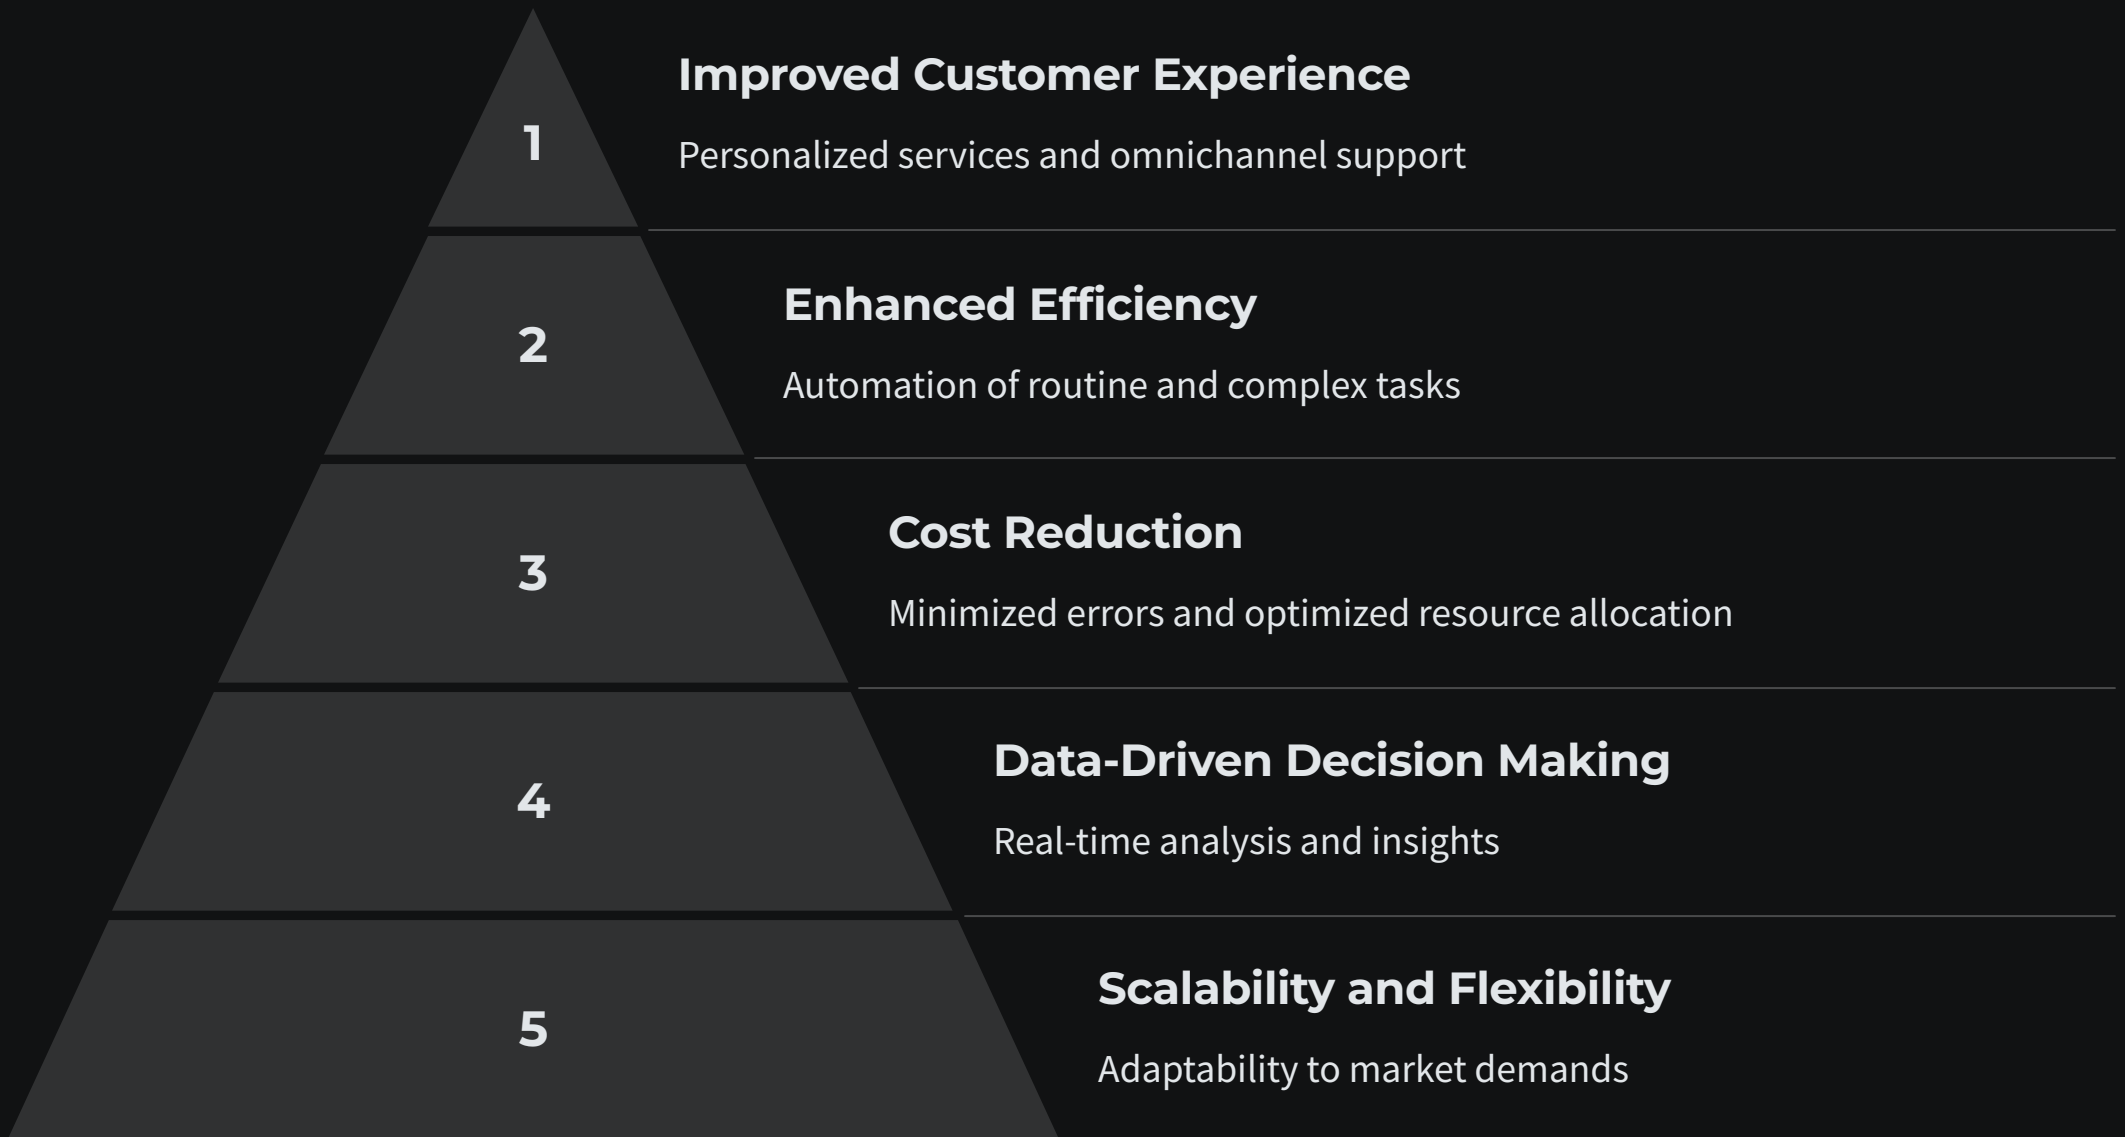 1
Improved Customer Experience
Personalized services and omnichannel support
2
Enhanced Efficiency
Automation of routine and complex tasks
3
Cost Reduction
Minimized errors and optimized resource allocation
4
Data-Driven Decision Making
Real-time analysis and insights
5
Scalability and Flexibility
Adaptability to market demands